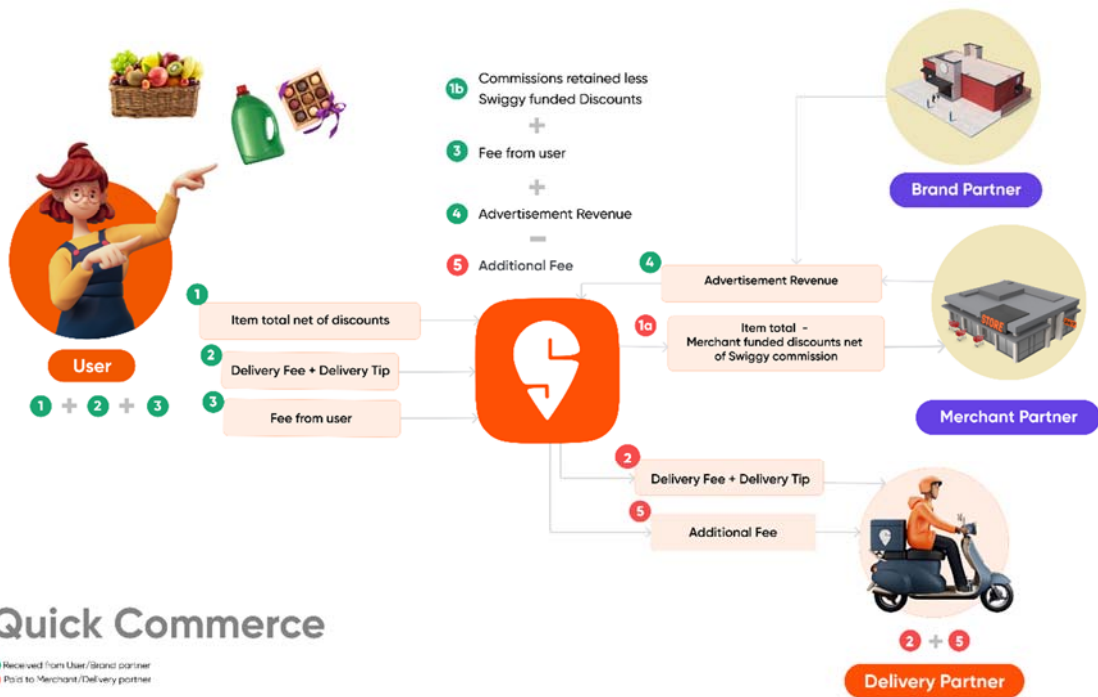 1b Commissions retained less
Swiggy funded Discounts
+
3 Fee from user
+
4 Advertisement Revenue
−
5 Additional Fee
Brand Partner
4 Advertisement Revenue
1 Item total net of discounts
1a Item total -
Merchant funded discounts net
of Swiggy commission
STORE
2 Delivery Fee + Delivery Tip
3 Fee from user
User
1 + 2 + 3
Merchant Partner
2 Delivery Fee + Delivery Tip
5 Additional Fee
Quick Commerce
Received from User/Brand partner
Paid to Merchant/Delivery partner
2 + 5
Delivery Partner